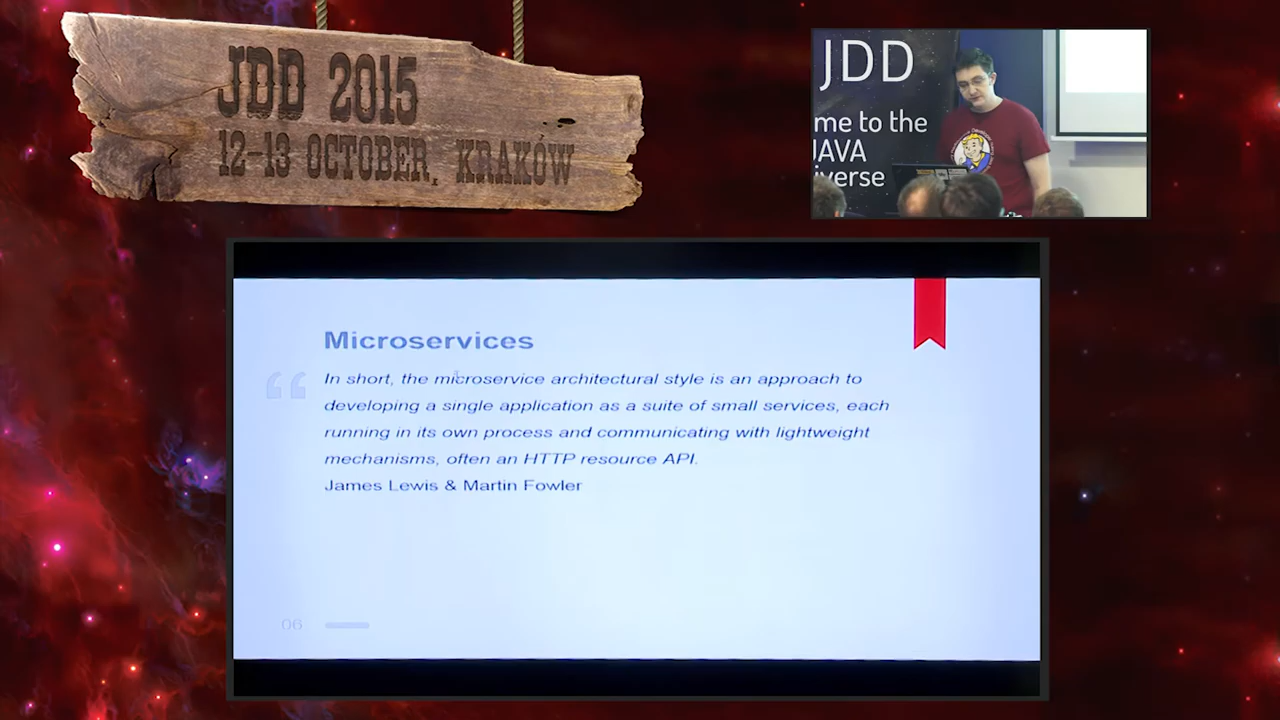 JDD 2015
12-13 OCTOBER, KRAKÓW
JDD
me to the
JAVA
iverse
Microservices
In short, the microservice architectural style is an approach to
developing a single application as a suite of small services, each
running in its own process and communicating with lightweight
mechanisms, often an HTTP resource API.
James Lewis & Martin Fowler
06